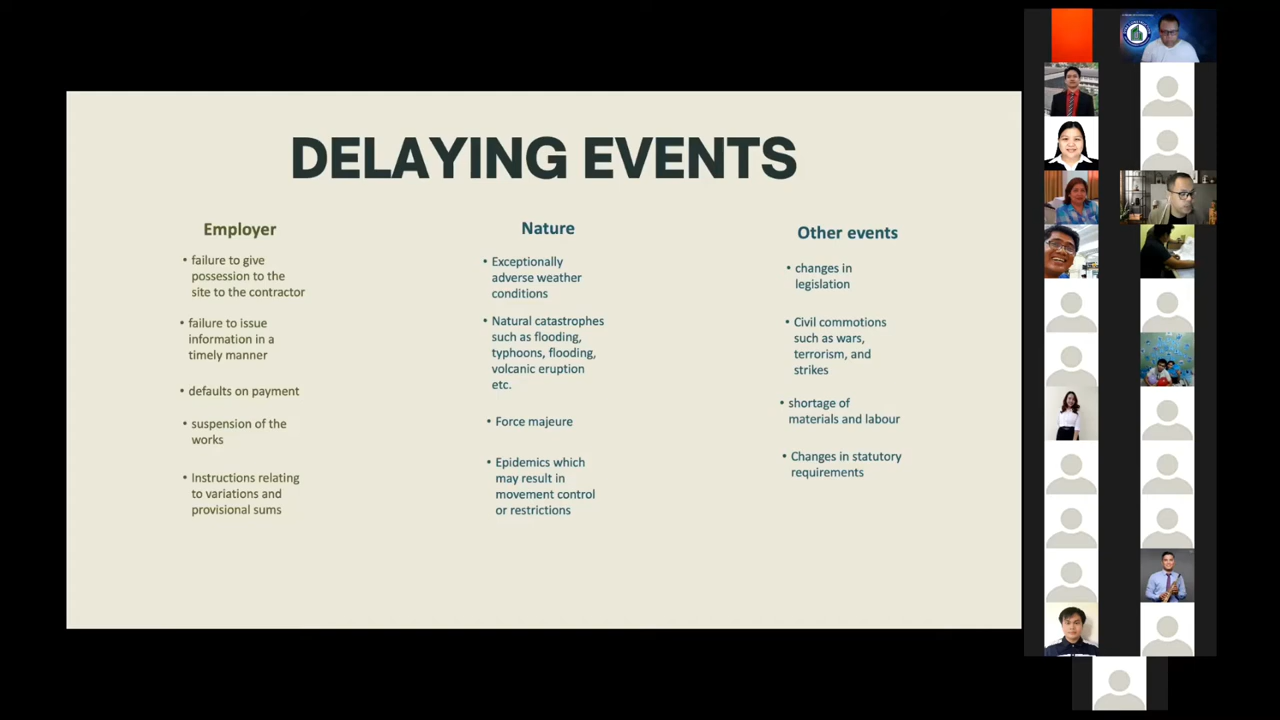 DELAYING EVENTS
Employer
• failure to give
possession to the
site to the contractor
• failure to issue
information in a
timely manner
• defaults on payment
• suspension of the
works
• Instructions relating
to variations and
provisional sums
Nature
• Exceptionally
adverse weather
conditions
• Natural catastrophes
such as flooding,
typhoons, flooding,
volcanic eruption
etc.
• Force majeure
• Epidemics which
may result in
movement control
or restrictions
Other events
• changes in
legislation
• Civil commotions
such as wars,
terrorism, and
strikes
• shortage of
materials and labour
• Changes in statutory
requirements